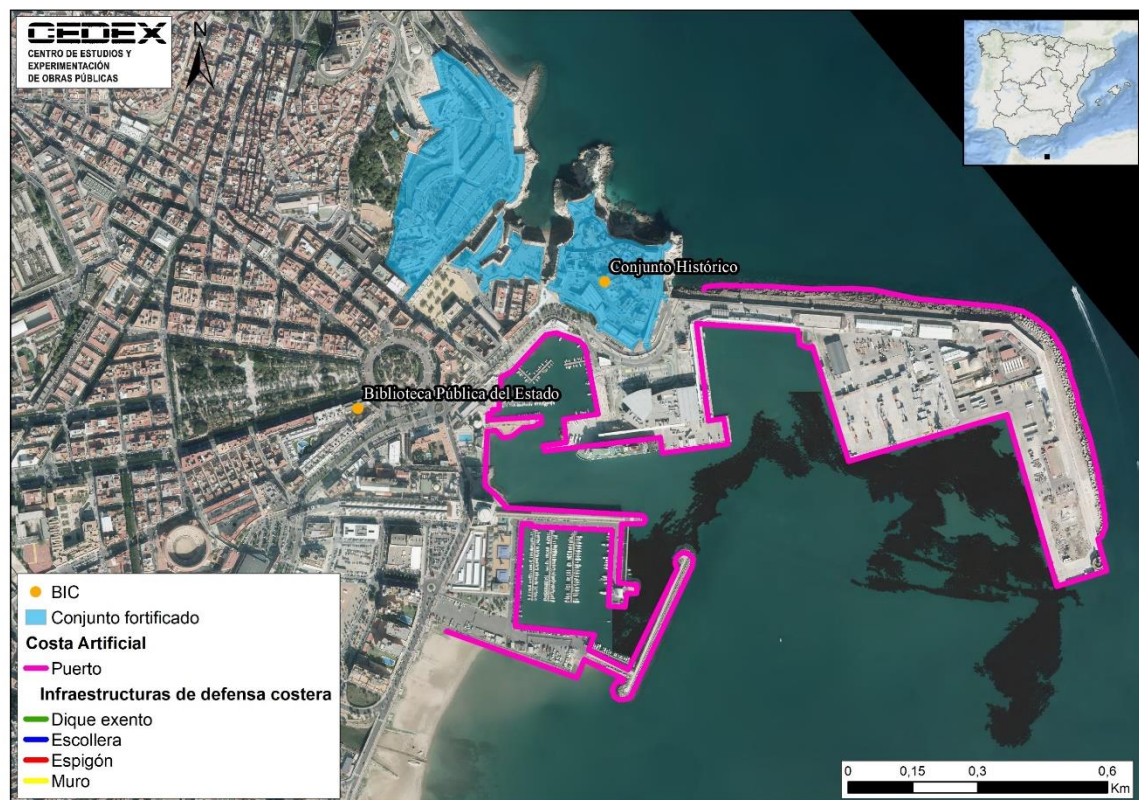 CEDEX
CENTRO DE ESTUDIOS Y
EXPERIMENTACIÓN
DE OBRAS PÚBLICAS
N
Conjunto Histórico
Biblioteca Pública del Estado
BIC
Conjunto fortificado
Costa Artificial
Puerto
Infraestructuras de defensa costera
Dique exento
Escollera
Espigón
Muro
0 0,15 0,3 0,6
Km